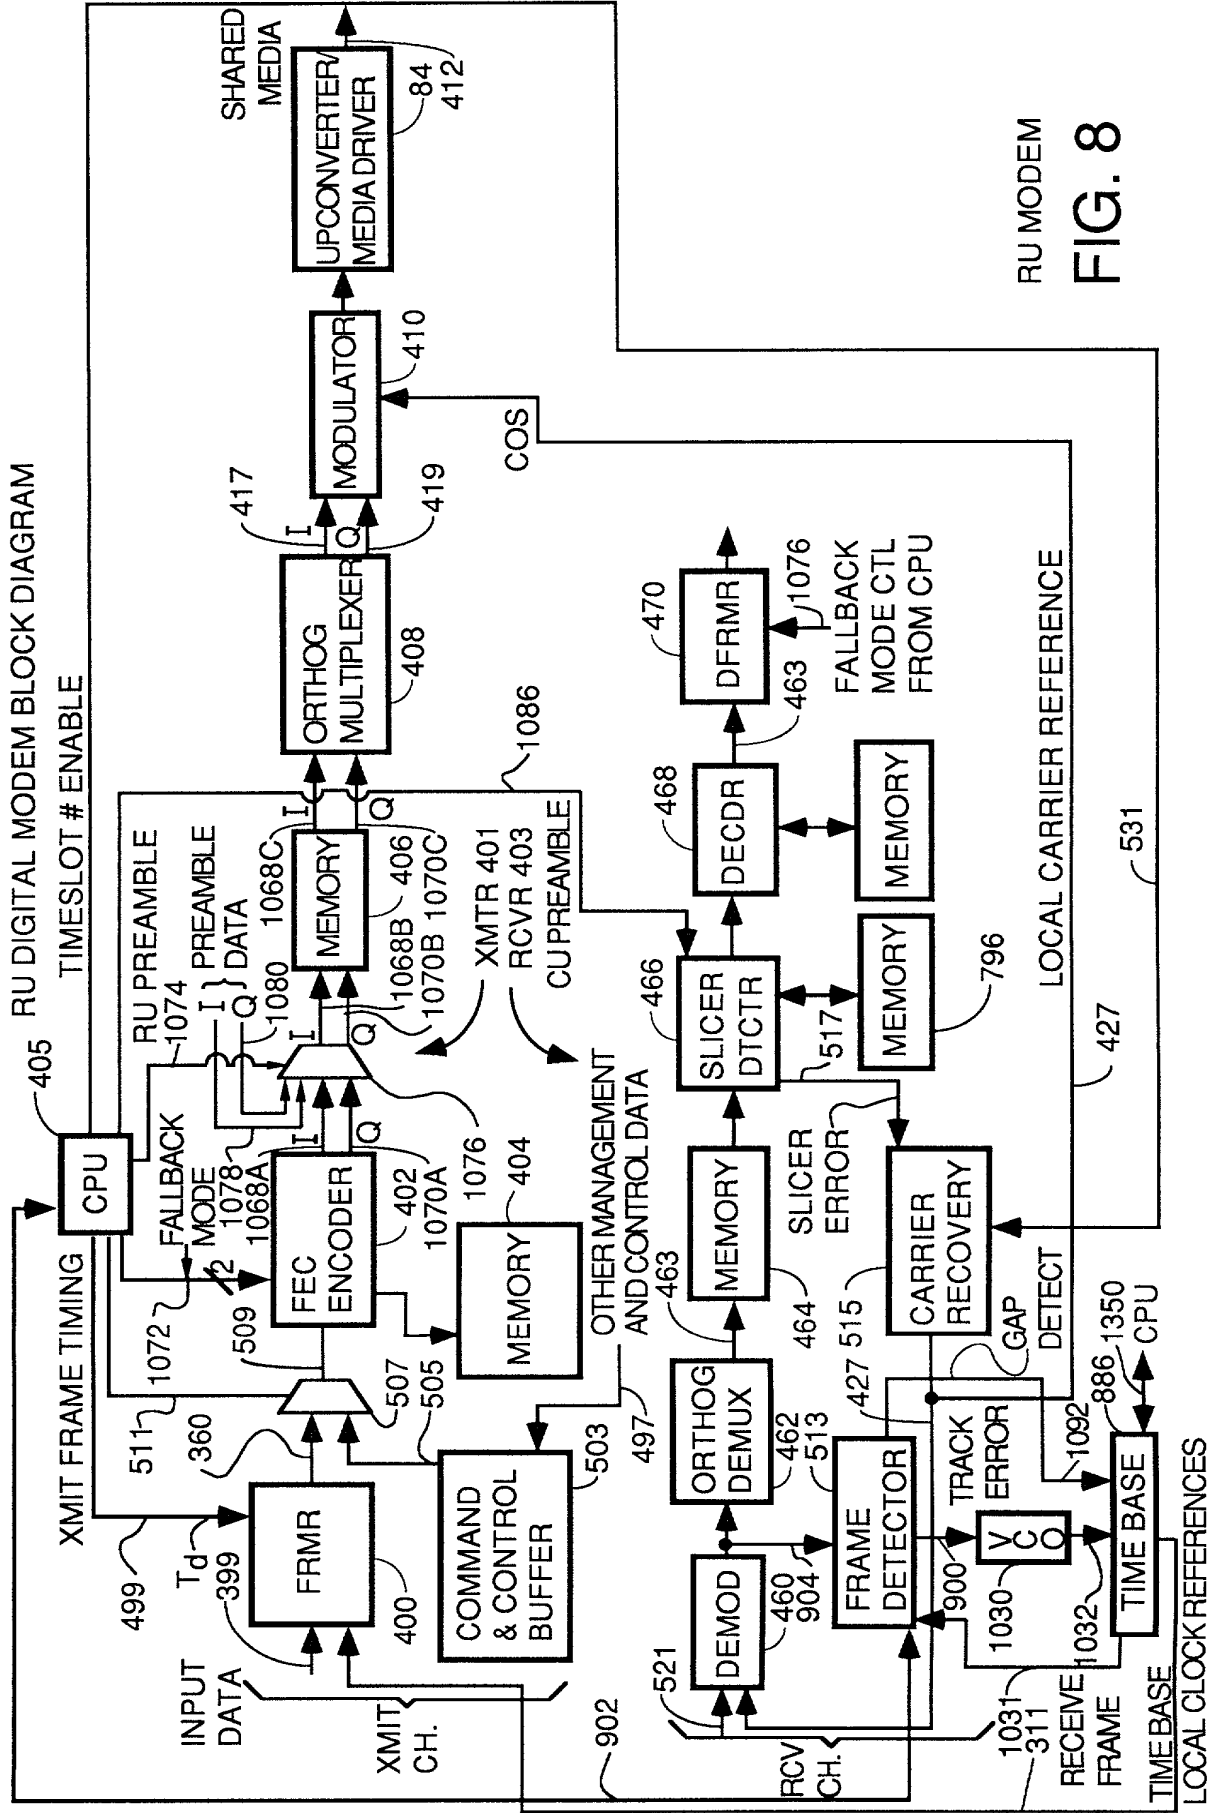 RU DIGITAL MODEM BLOCK DIAGRAM
TIMESLOT # ENABLE
405
CPU
XMIT FRAME TIMING
RU PREAMBLE
1074
I
Q
PREAMBLE
DATA
1080
FALLBACK
MODE
2
1072
1078
1068A
511
509
499
Td
360
INPUT
DATA
399
FRMR
400
507
505
FEC
ENCODER
402
1070A
I
Q
1076
MEMORY
404
I
Q
1068B
1070B
MEMORY
406
1068C
1070C
I
Q
ORTHOG
MULTIPLEXER
408
417
I
Q
419
MODULATOR
410
COS
UPCONVERTER/
MEDIA DRIVER
84
412
SHARED
MEDIA
XMIT
CH.
COMMAND
& CONTROL
BUFFER
503
497
OTHER MANAGEMENT
AND CONTROL DATA
XMTR 401
RCVR 403
CU PREAMBLE
1086
902
521
RCV
CH.
DEMOD
460
904
ORTHOG
DEMUX
462
463
MEMORY
464
SLICER
DTCTR
466
517
SLICER
ERROR
MEMORY
796
DECDR
468
MEMORY
463
DFRMR
470
1076
FALLBACK
MODE CTL
FROM CPU
FRAME
DETECTOR
513
427
515
CARRIER
RECOVERY
GAP
DETECT
TRACK
ERROR
900
VCO
1030
1032
1092
TIME BASE
886
1350
CPU
1031
311
RECEIVE
FRAME
TIME BASE
LOCAL CLOCK REFERENCES
LOCAL CARRIER REFERENCE
427
531
RU MODEM
FIG. 8